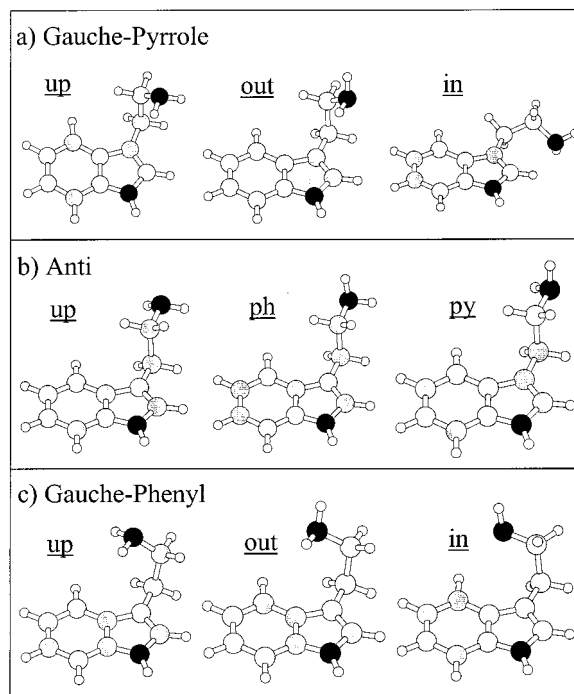 a) Gauche-Pyrrole
up out in
b) Anti
up ph py
c) Gauche-Phenyl
up out in